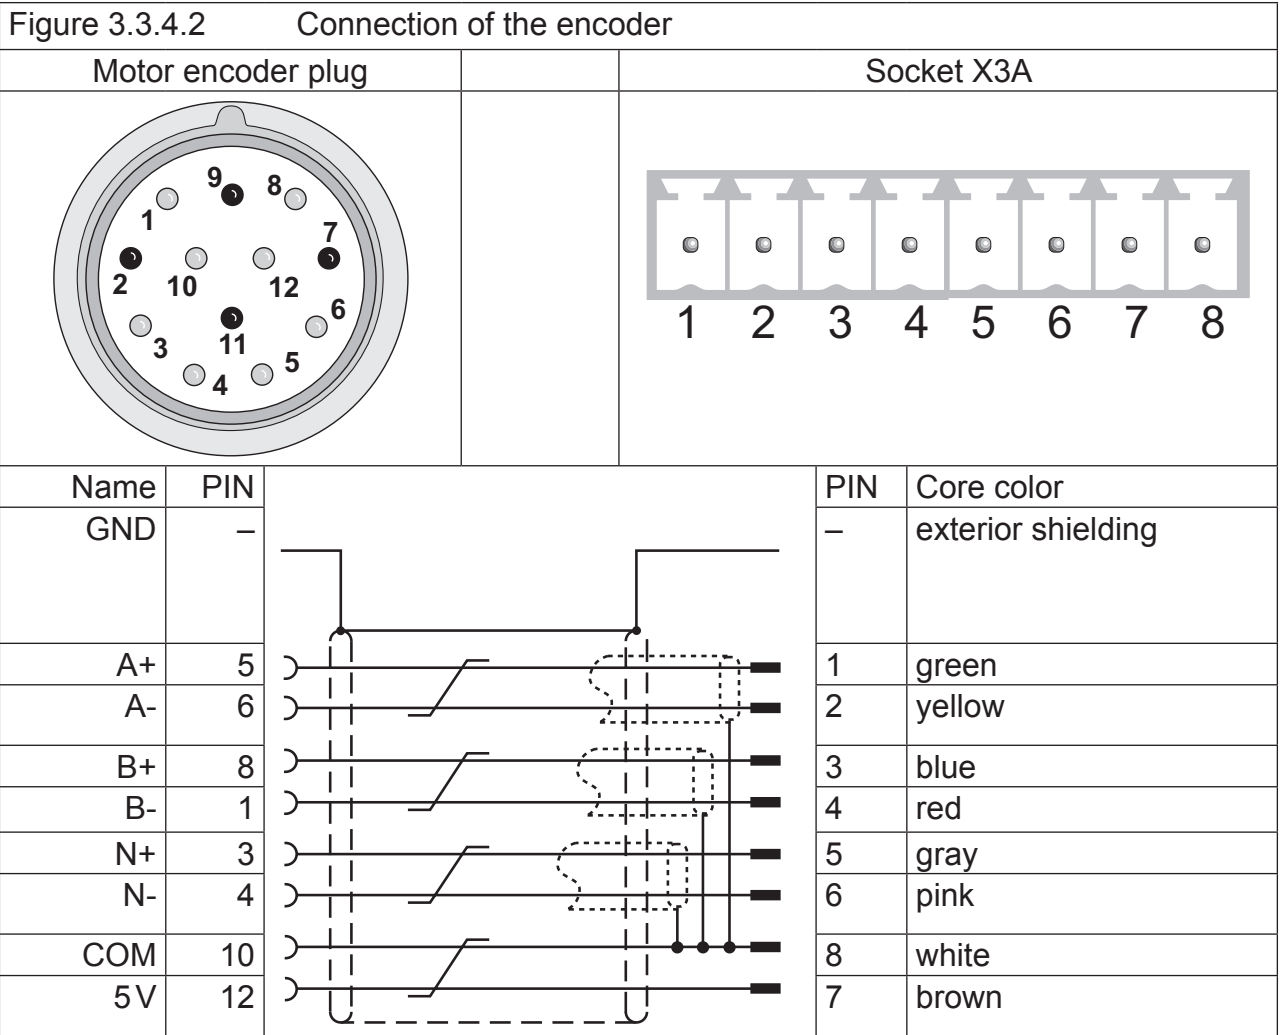 Figure 3.3.4.2 Connection of the encoder
Motor encoder plug Socket X3A
9 8
1 7
2 10 12
6
3 11
4 5
1 2 3 4 5 6 7 8
Name PIN PIN Core color
GND – – exterior shielding
A+ 5 1 green
A- 6 2 yellow
B+ 8 3 blue
B- 1 4 red
N+ 3 5 gray
N- 4 6 pink
COM 10 8 white
5V 12 7 brown